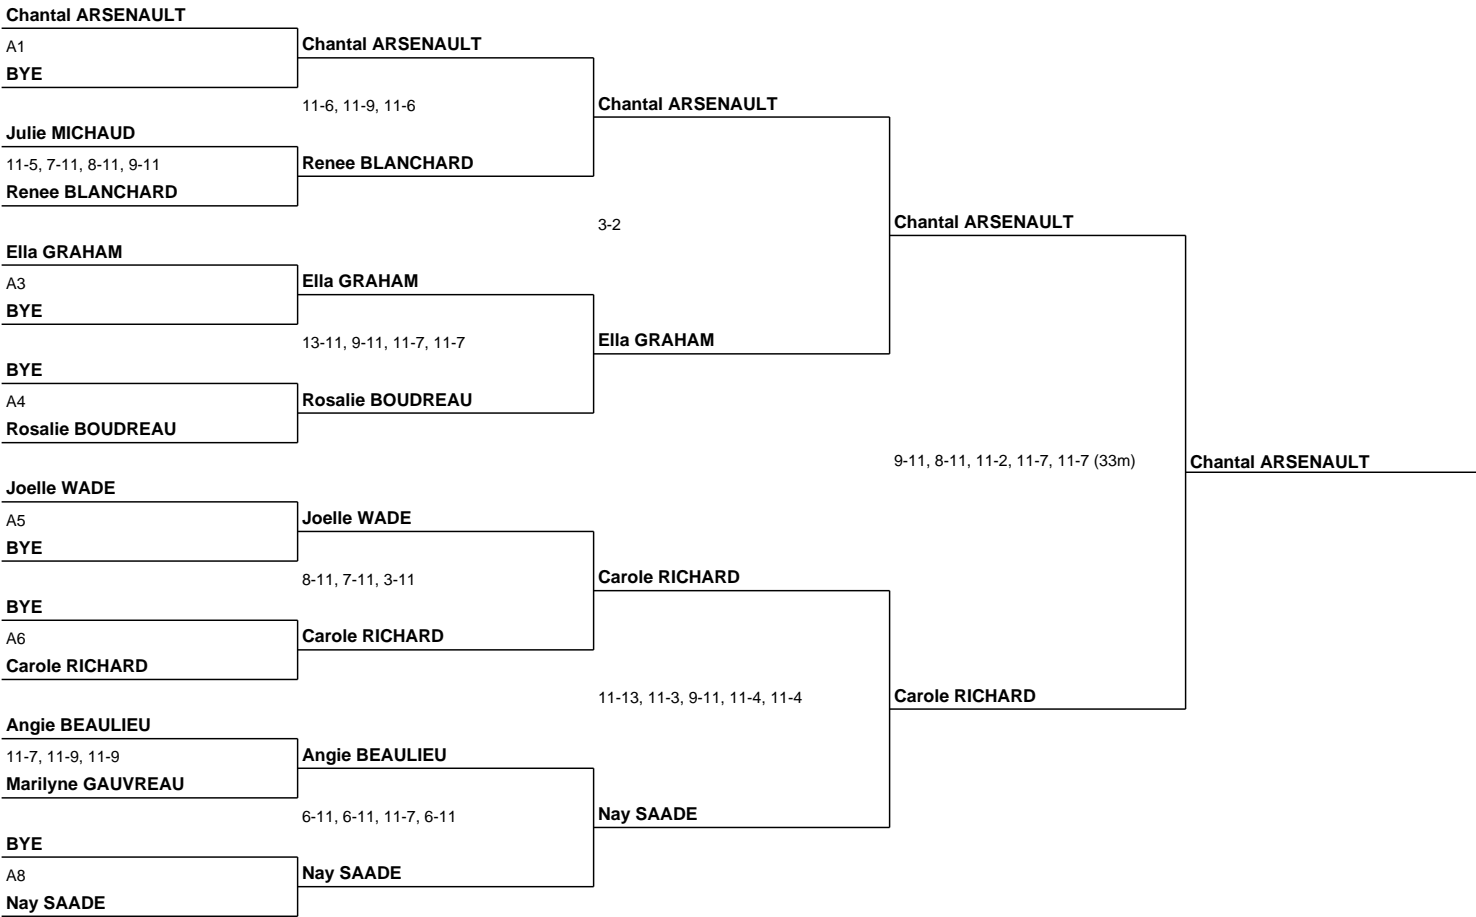 Chantal ARSENAULT
A1
BYE
Julie MICHAUD
11-5, 7-11, 8-11, 9-11
Renee BLANCHARD
Ella GRAHAM
A3
BYE
BYE
A4
Rosalie BOUDREAU
Joelle WADE
A5
BYE
BYE
A6
Carole RICHARD
Angie BEAULIEU
11-7, 11-9, 11-9
Marilyne GAUVREAU
BYE
A8
Nay SAADE
Chantal ARSENAULT
11-6, 11-9, 11-6
Renee BLANCHARD
Ella GRAHAM
13-11, 9-11, 11-7, 11-7
Rosalie BOUDREAU
Joelle WADE
8-11, 7-11, 3-11
Carole RICHARD
Angie BEAULIEU
6-11, 6-11, 11-7, 6-11
Nay SAADE
Chantal ARSENAULT
3-2
Ella GRAHAM
Carole RICHARD
11-13, 11-3, 9-11, 11-4, 11-4
Nay SAADE
Chantal ARSENAULT
9-11, 8-11, 11-2, 11-7, 11-7 (33m)
Carole RICHARD
Chantal ARSENAULT